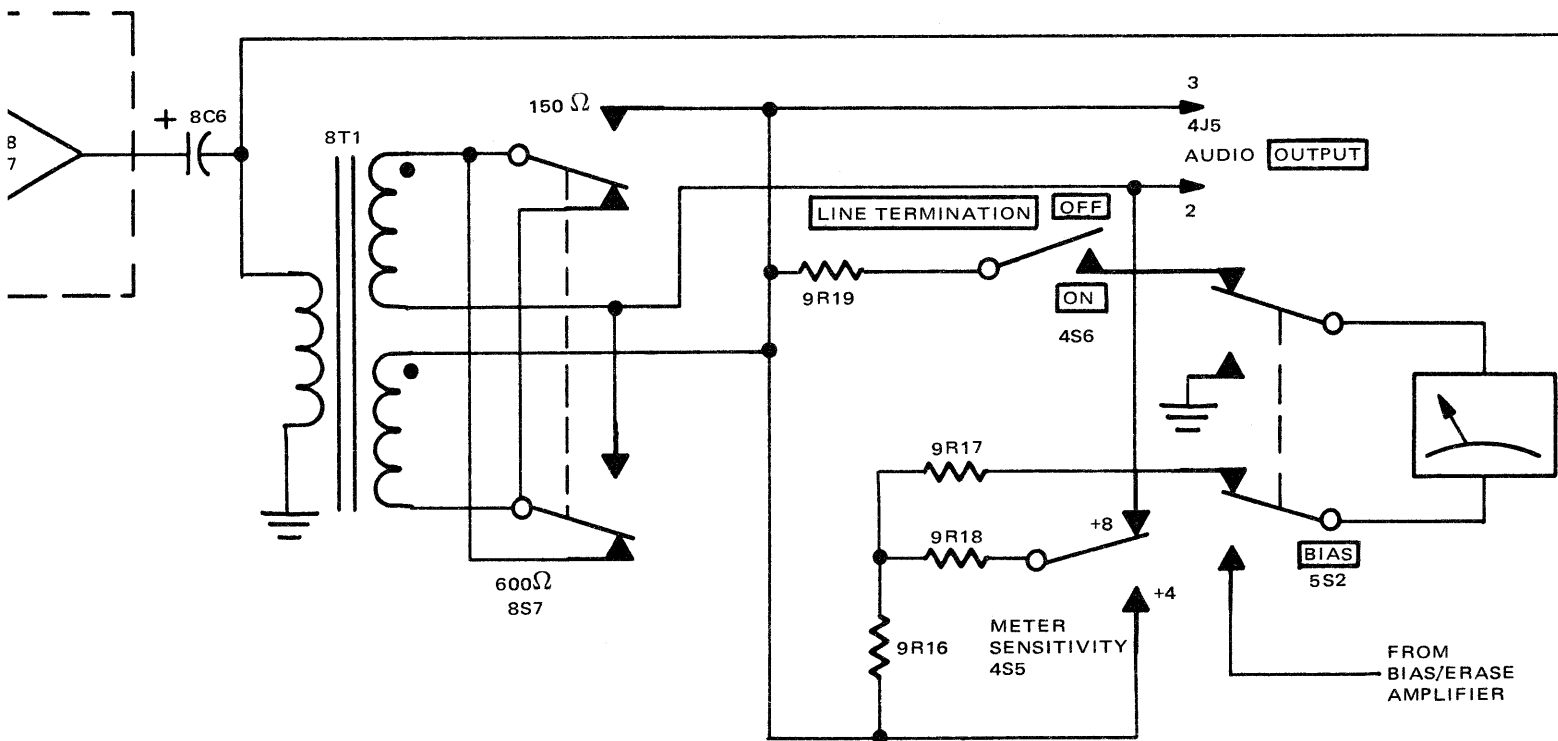 8
7
+ 8C6
8T1
150 Ω
3
4J5
AUDIO OUTPUT
2
LINE TERMINATION
OFF
9R19
ON
4S6
9R17
+8
9R18
BIAS
5S2
600Ω
8S7
+4
9R16
METER
SENSITIVITY
4S5
FROM
BIAS/ERASE
AMPLIFIER